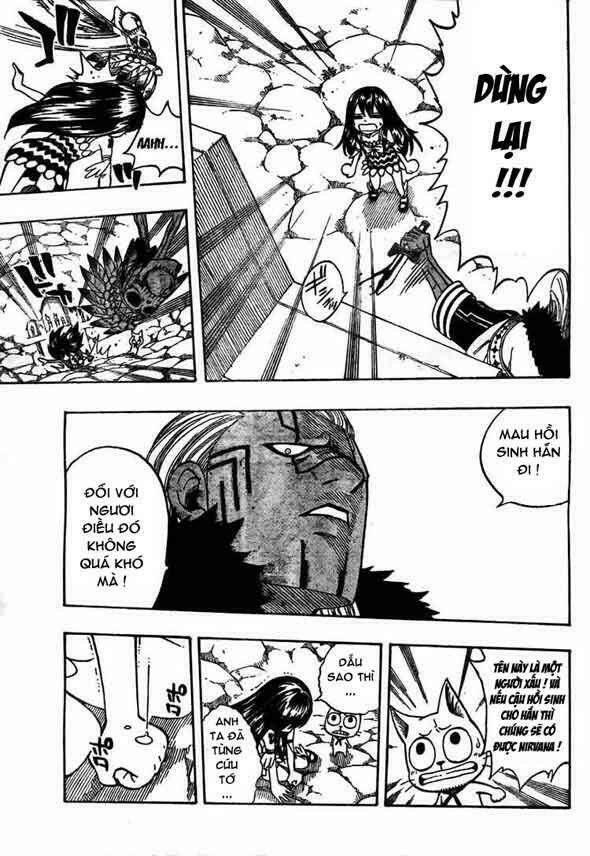 DỪNG
LẠI
!!!
AAHH...
MAU HỒI
SINH HẮN
ĐI !
ĐỐI VỚI
NGƯƠI
ĐIỀU ĐÓ
KHÔNG
QUÁ KHÓ
MÀ !
TÊN NÀY LÀ MỘT
NGƯỜI XẤU ! VÀ
NẾU CẬU HỒI SINH
CHO HẮN THÌ
CHÚNG SẼ CÓ
ĐƯỢC NIRVANA !
DẪU
SAO THÌ
...
ANH
TA ĐÃ
TỪNG
CỨU
TỚ
...